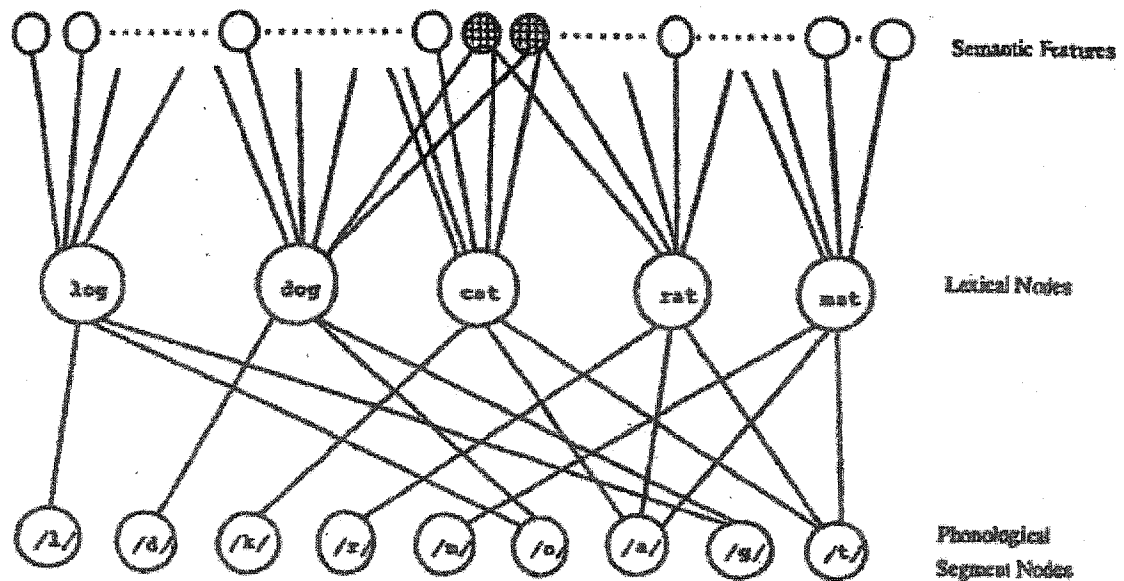 Semantic Features
log dog cat rat mat
Lexical Nodes
/l/ /d/ /k/ /r/ /m/ /o/ /a/ /g/ /t/
Phonological
Segment Nodes